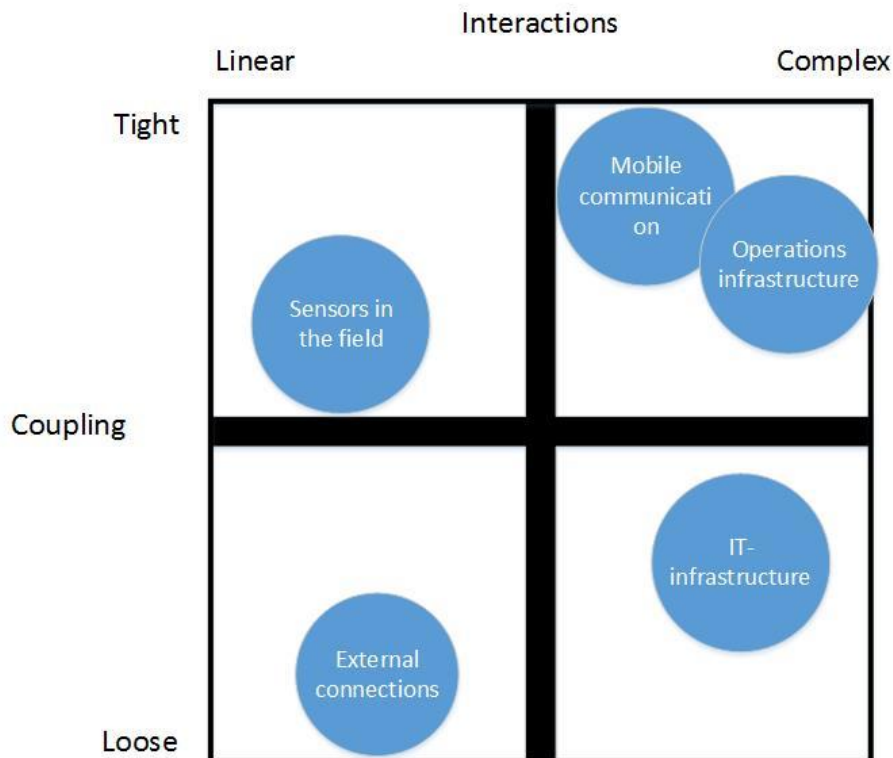 Interactions
Linear
Complex
Tight
Mobile
communicati
on
Operations
infrastructure
Sensors in
the field
Coupling
IT-
infrastructure
External
connections
Loose